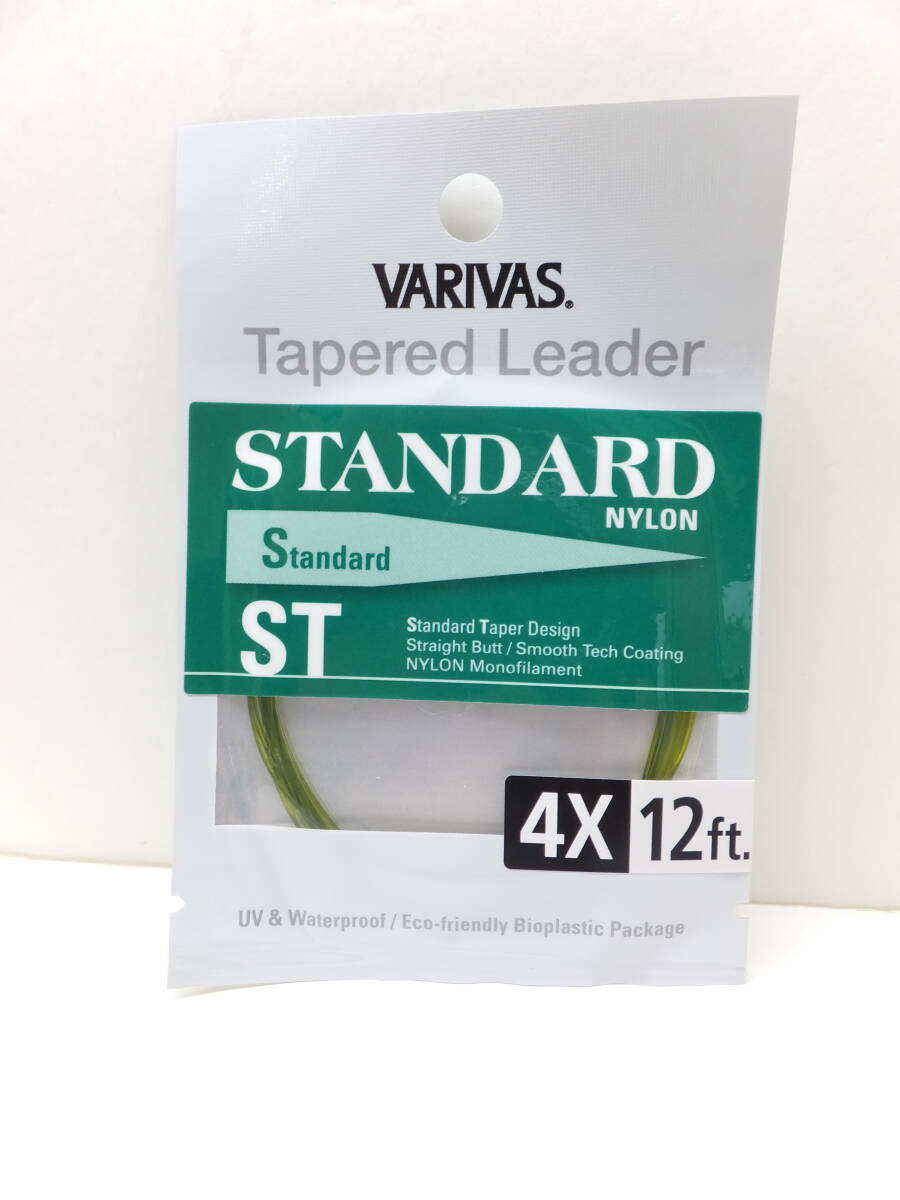 VARIVAS®
Tapered Leader
STANDARD
NYLON
Standard
ST
Standard Taper Design
Straight Butt / Smooth Tech Coating
NYLON Monofilament
4X 12ft.
UV & Waterproof / Eco-friendly Bioplastic Package